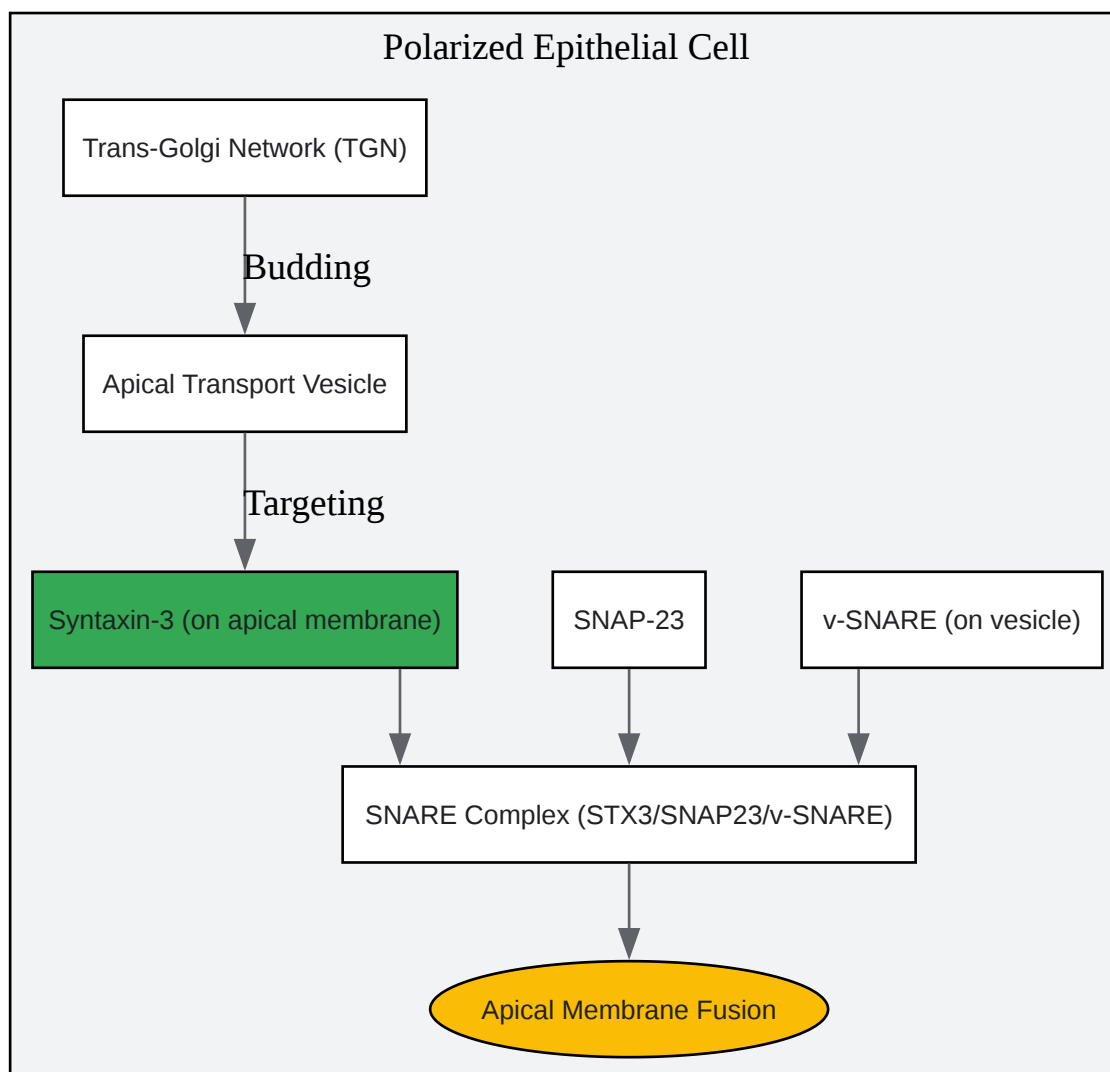 Polarized Epithelial Cell
Trans-Golgi Network (TGN)
Budding
Apical Transport Vesicle
Targeting
Syntaxin-3 (on apical membrane)
SNAP-23
v-SNARE (on vesicle)
SNARE Complex (STX3/SNAP23/v-SNARE)
Apical Membrane Fusion